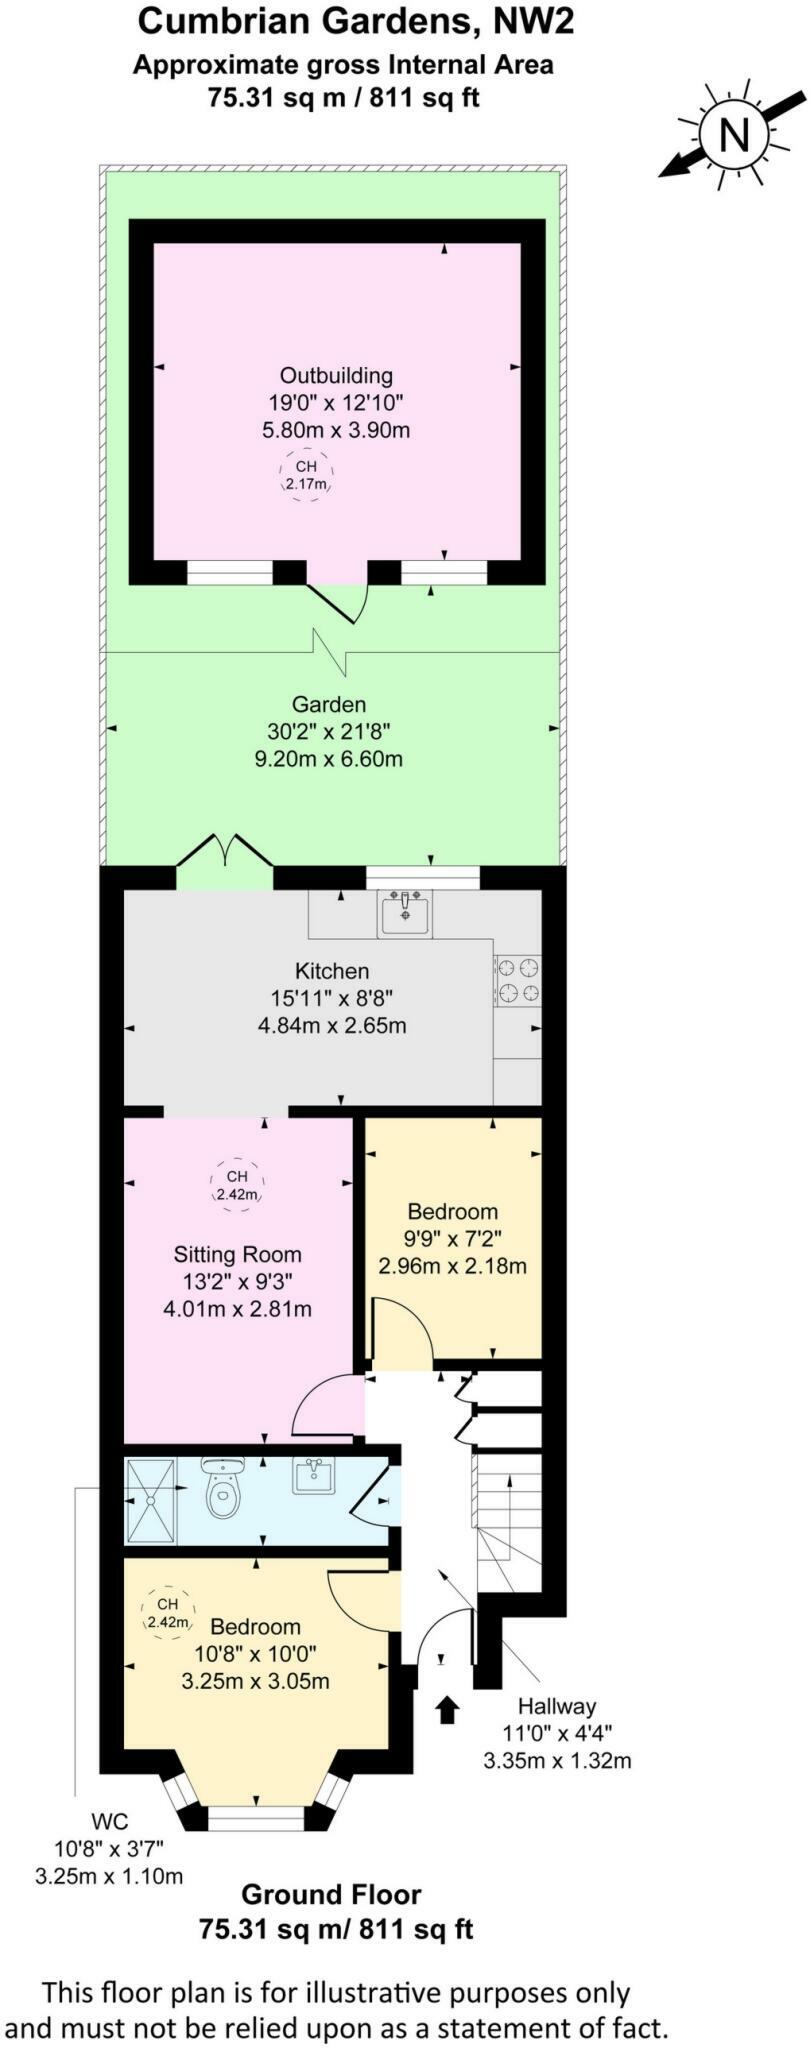 Cumbrian Gardens, NW2
Approximate gross Internal Area
75.31 sq m / 811 sq ft
N
Outbuilding
19'0" x 12'10"
5.80m x 3.90m
CH
2.17m
Garden
30'2" x 21'8"
9.20m x 6.60m
Kitchen
15'11" x 8'8"
4.84m x 2.65m
CH
2.42m
Sitting Room
13'2" x 9'3"
4.01m x 2.81m
Bedroom
9'9" x 7'2"
2.96m x 2.18m
CH
2.42m
Bedroom
10'8" x 10'0"
3.25m x 3.05m
Hallway
11'0" x 4'4"
3.35m x 1.32m
WC
10'8" x 3'7"
3.25m x 1.10m
Ground Floor
75.31 sq m/ 811 sq ft
This floor plan is for illustrative purposes only
and must not be relied upon as a statement of fact.